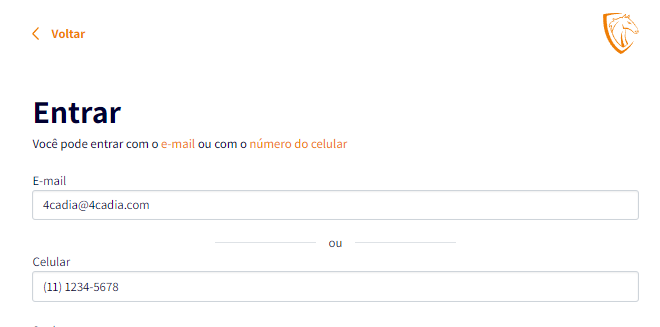 Voltar
Entrar
Você pode entrar com o e-mail ou com o número do celular
E-mail
4cadia@4cadia.com
ou
Celular
(11) 1234-5678